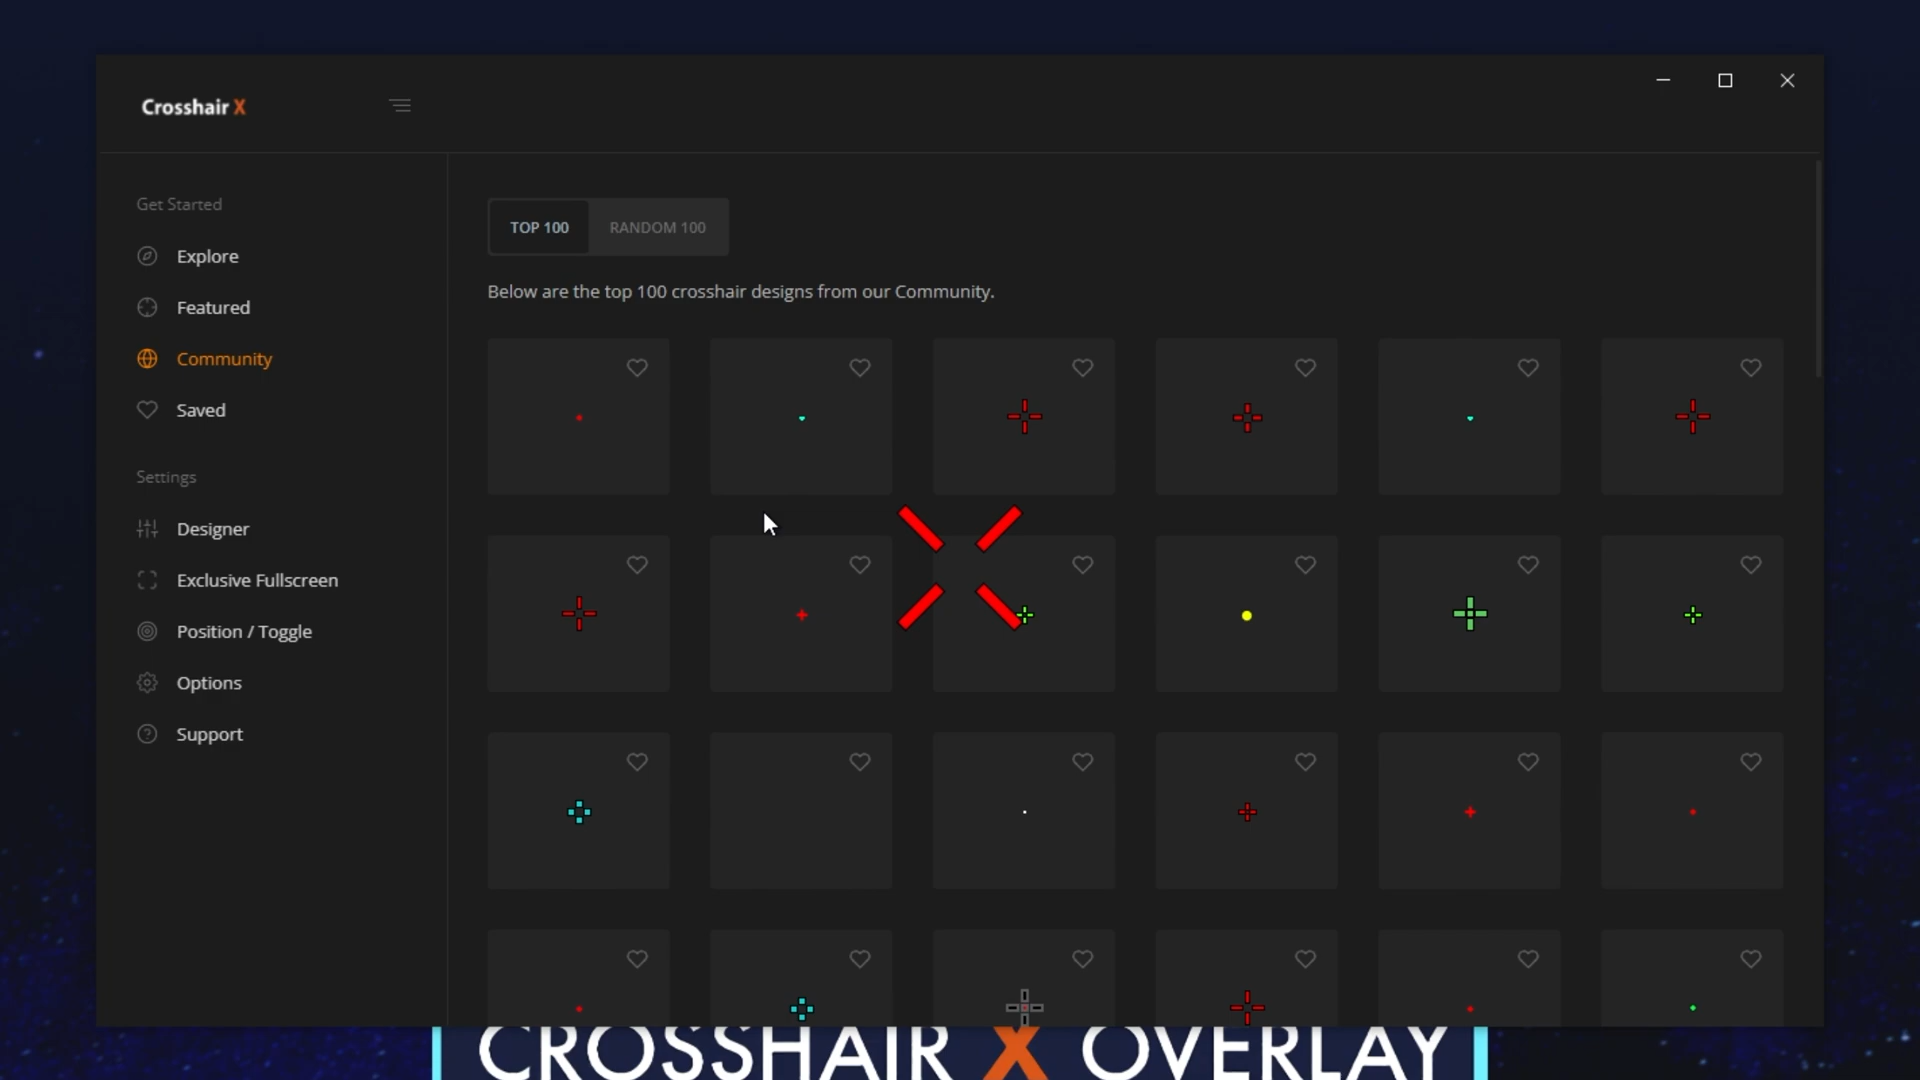 Crosshair X
Get Started
Explore
Featured
Community
Saved
Settings
Designer
Exclusive Fullscreen
Position / Toggle
Options
Support
TOP 100
RANDOM 100
Below are the top 100 crosshair designs from our Community.
CROSSHAIR X OVERLAY